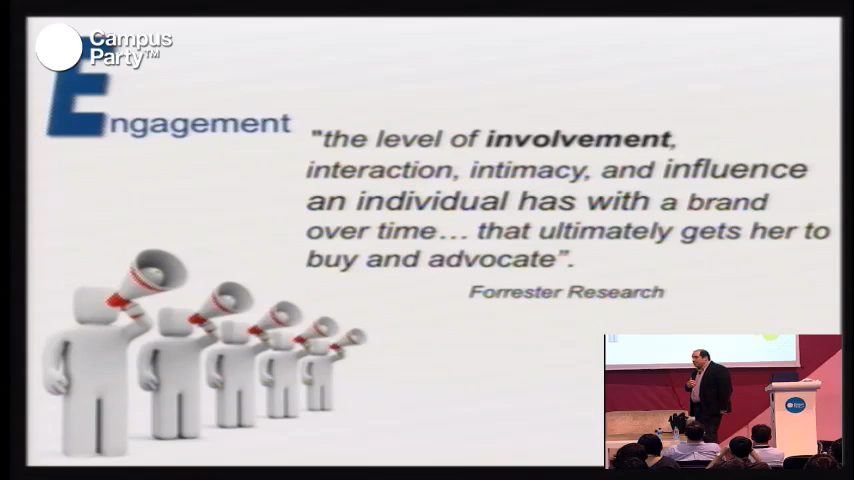 Campus
Party™
Engagement
"the level of involvement,
interaction, intimacy, and influence
an individual has with a brand
over time... that ultimately gets her to
buy and advocate”.
Forrester Research